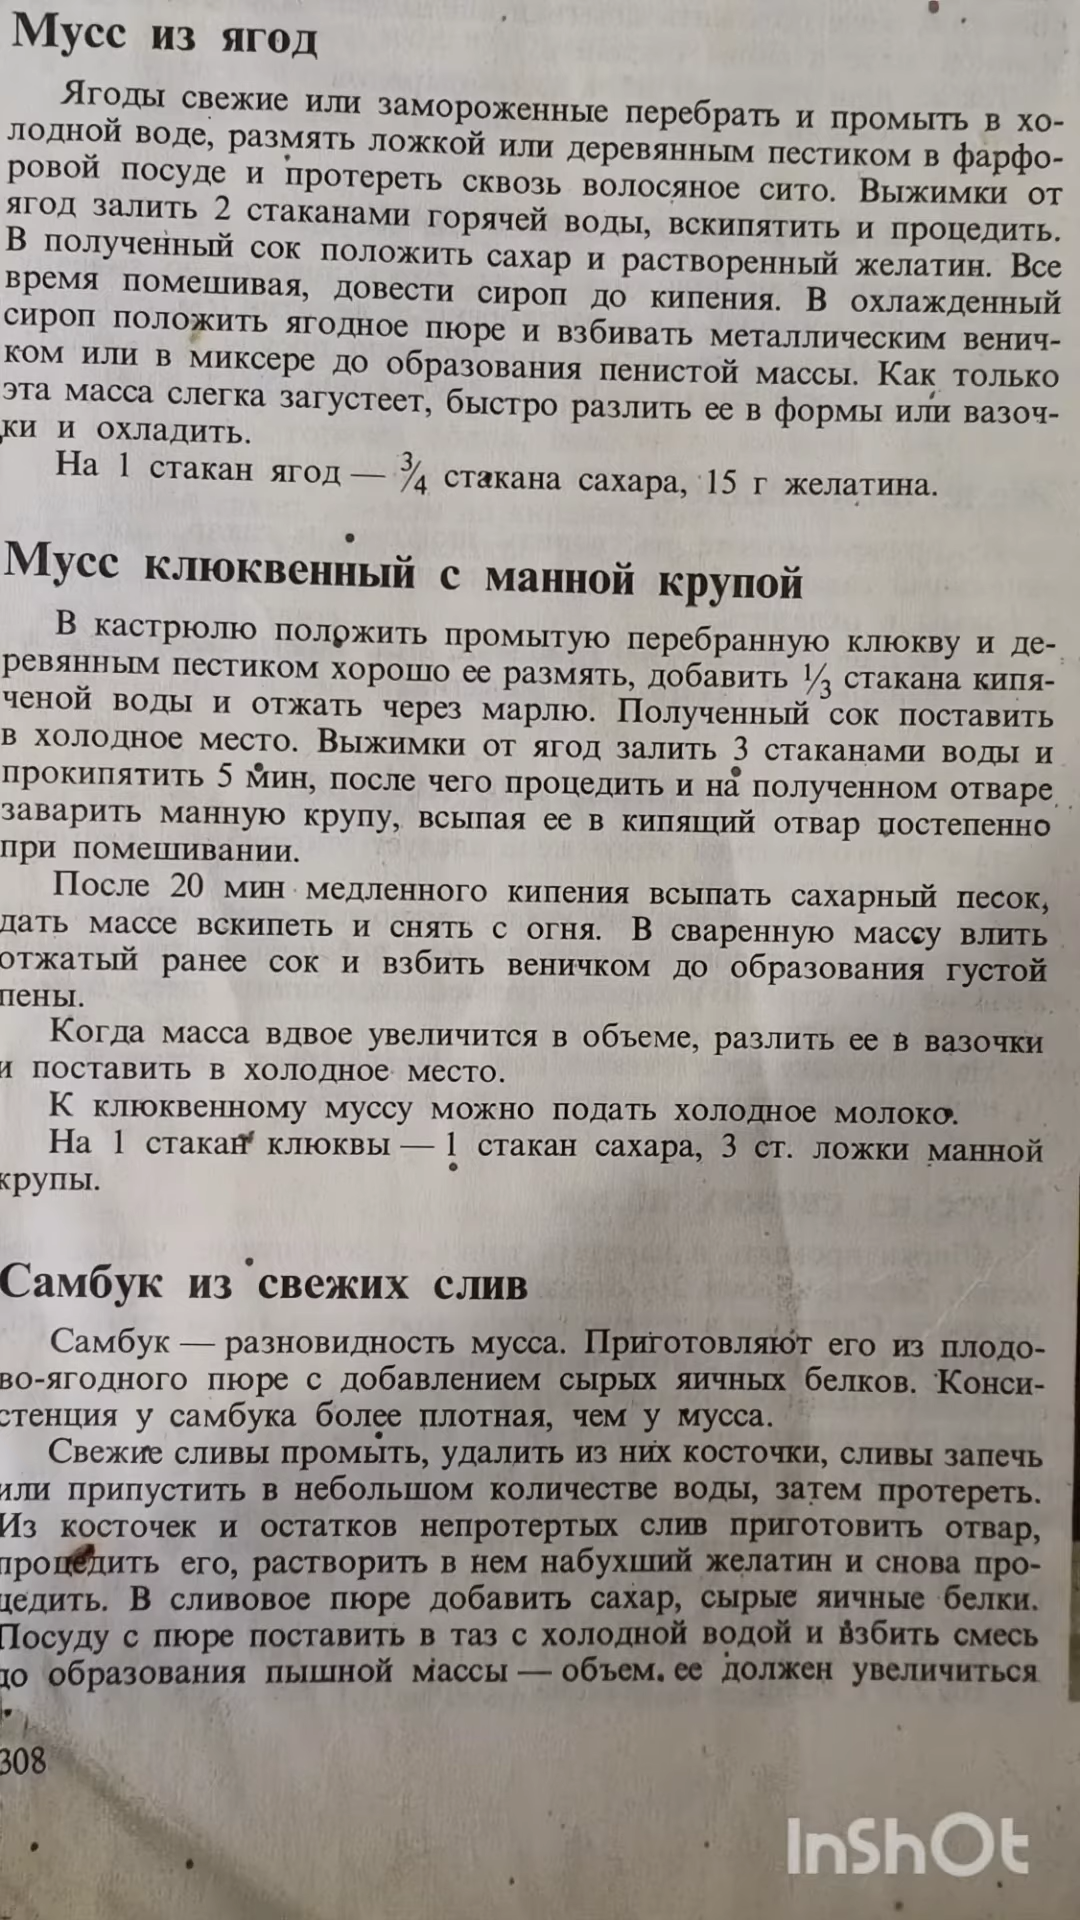 Мусс из ягод
Ягоды свежие или замороженные перебрать и промыть в хо-
лодной воде, размять ложкой или деревянным пестиком в фарфо-
ровой посуде и протереть сквозь волосяное сито. Выжимки от
ягод залить 2 стаканами горячей воды, вскипятить и процедить.
В полученный сок положить сахар и растворенный желатин. Все
время помешивая, довести сироп до кипения. В охлажденный
сироп положить ягодное пюре и взбивать металлическим венич-
ком или в миксере до образования пенистой массы. Как только
эта масса слегка загустеет, быстро разлить ее в формы или вазоч-
ки и охладить.
На 1 стакан ягод — 3/4 стакана сахара, 15 г желатина.
Мусс клюквенный с манной крупой
В кастрюлю положить промытую перебранную клюкву и де-
ревянным пестиком хорошо ее размять, добавить 1/3 стакана кипя-
ченой воды и отжать через марлю. Полученный сок поставить
в холодное место. Выжимки от ягод залить 3 стаканами воды и
прокипятить 5 мин, после чего процедить и на полученном отваре
заварить манную крупу, всыпая ее в кипящий отвар постепенно
при помешивании.
После 20 мин медленного кипения всыпать сахарный песок,
дать массе вскипеть и снять с огня. В сваренную массу влить
отжатый ранее сок и взбить веничком до образования густой
пены.
Когда масса вдвое увеличится в объеме, разлить ее в вазочки
и поставить в холодное место.
К клюквенному муссу можно подать холодное молоко.
На 1 стакан клюквы — 1 стакан сахара, 3 ст. ложки манной
крупы.
Самбук из свежих слив
Самбук — разновидность мусса. Приготовляют его из плодо-
во-ягодного пюре с добавлением сырых яичных белков. Конси-
стенция у самбука более плотная, чем у мусса.
Свежие сливы промыть, удалить из них косточки, сливы запечь
или припустить в небольшом количестве воды, затем протереть.
Из косточек и остатков непротертых слив приготовить отвар,
процедить его, растворить в нем набухший желатин и снова про-
цедить. В сливовое пюре добавить сахар, сырые яичные белки.
Посуду с пюре поставить в таз с холодной водой и взбить смесь
до образования пышной массы — объем ее должен увеличиться
308
InShOt